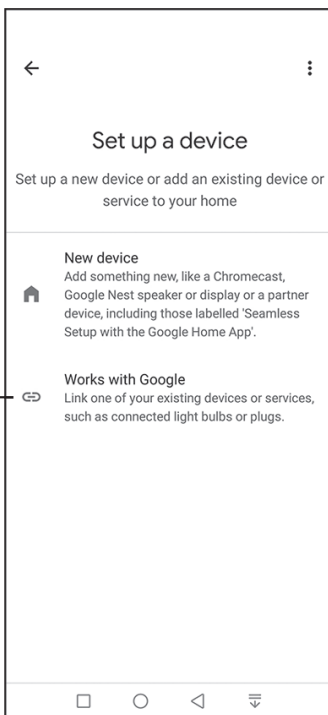 Set up a device
Set up a new device or add an existing device or
service to your home
New device
Add something new, like a Chromecast,
Google Nest speaker or display or a partner
device, including those labelled 'Seamless
Setup with the Google Home App'.
Works with Google
Link one of your existing devices or services,
such as connected light bulbs or plugs.